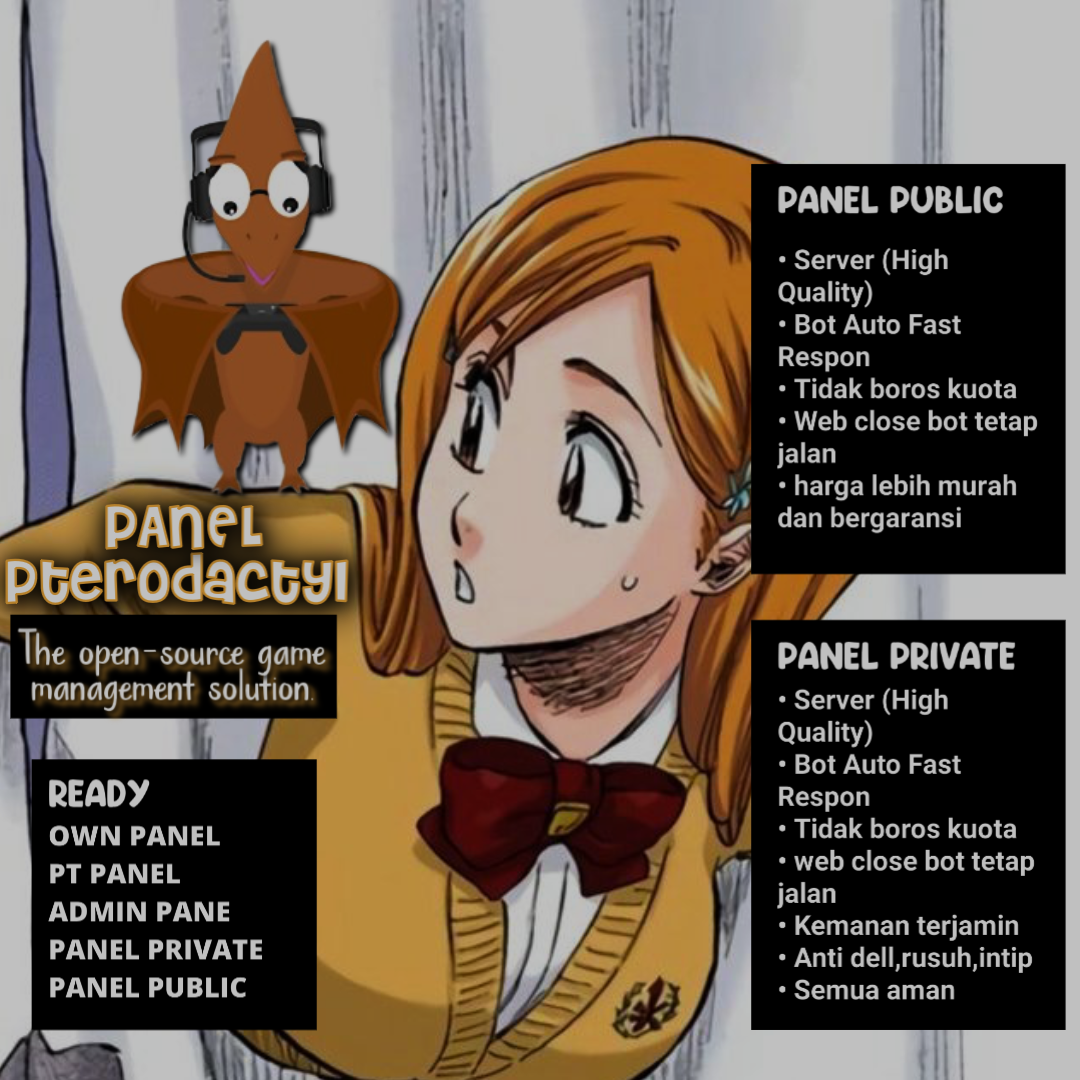 PANEL
PTERODACTYL
The open-source game
management solution.
READY
OWN PANEL
PT PANEL
ADMIN PANE
PANEL PRIVATE
PANEL PUBLIC
PANEL PUBLIC
• Server (High
Quality)
• Bot Auto Fast
Respon
• Tidak boros kuota
• Web close bot tetap
jalan
• harga lebih murah
dan bergaransi
PANEL PRIVATE
• Server (High
Quality)
• Bot Auto Fast
Respon
• Tidak boros kuota
• web close bot tetap
jalan
• Kemanan terjamin
• Anti dell,rusuh,intip
• Semua aman